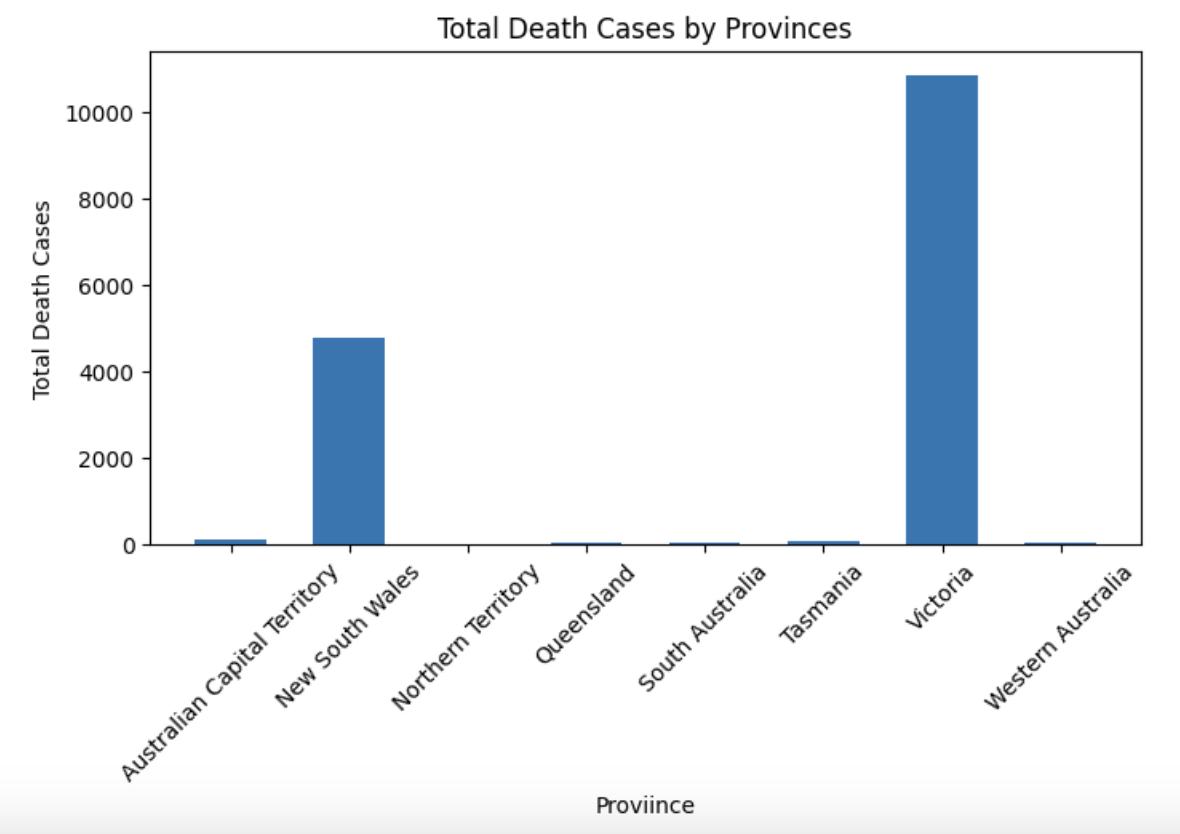 Total Death Cases by Provinces
Total Death Cases
10000
8000
6000
4000
2000
0
Australian Capital Territory
New South Wales
Northern Territory
Queensland
South Australia
Tasmania
Victoria
Western Australia
Proviince